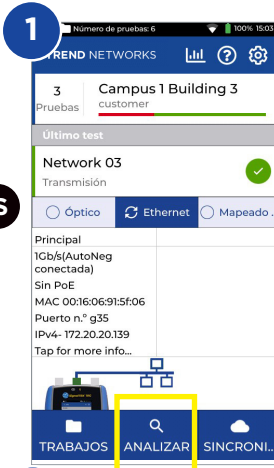 1
Número de pruebas: 6
100% 15:03
TREND NETWORKS
3
Pruebas
Campus 1 Building 3
customer
Último test
Network 03
Transmisión
S
Óptico
Ethernet
Mapeado ..
Principal
1Gb/s(AutoNeg
conectada)
Sin PoE
MAC 00:16:06:91:5f:06
Puerto n.º g35
IPv4- 172.20.20.139
Tap for more info...
TRABAJOS
ANALIZAR
SINCRONI...